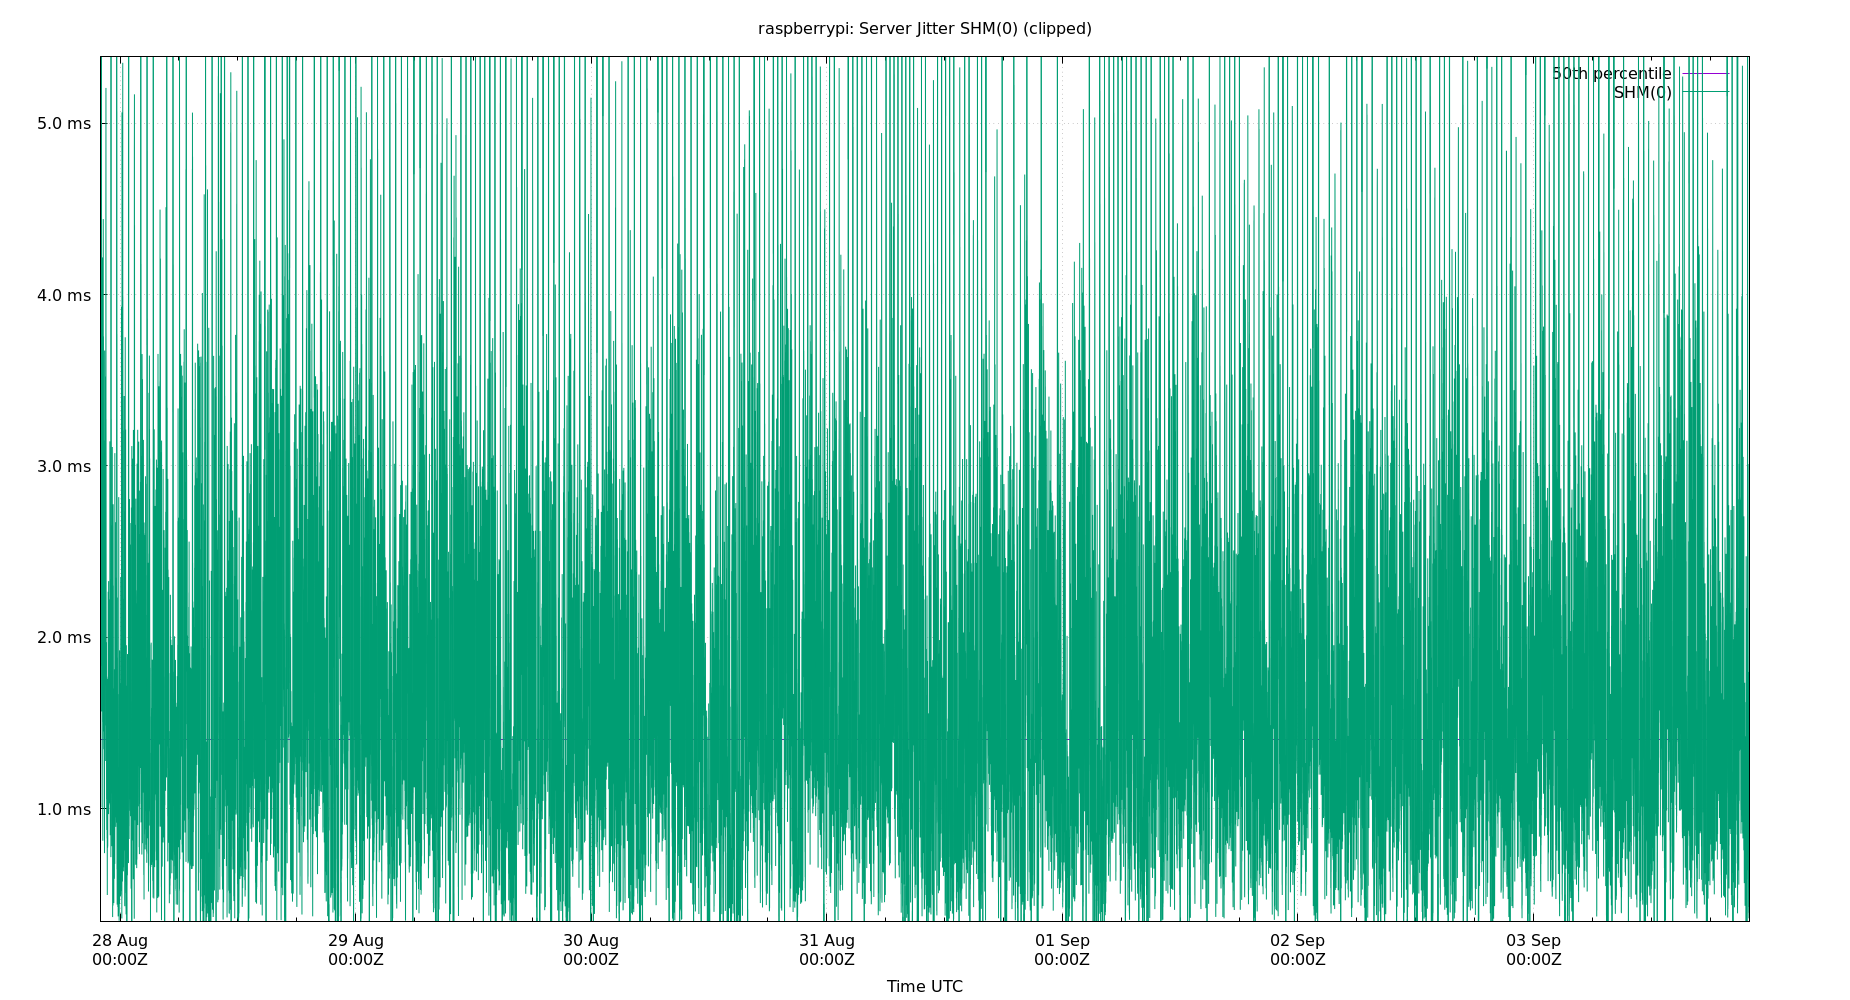 raspberrypi: Server Jitter SHM(0) (clipped)
50th percentile
SHM(0)
5.0 ms
4.0 ms
3.0 ms
2.0 ms
1.0 ms
28 Aug 29 Aug 30 Aug 31 Aug 01 Sep 02 Sep 03 Sep
00:00Z 00:00Z 00:00Z 00:00Z 00:00Z 00:00Z 00:00Z
Time UTC